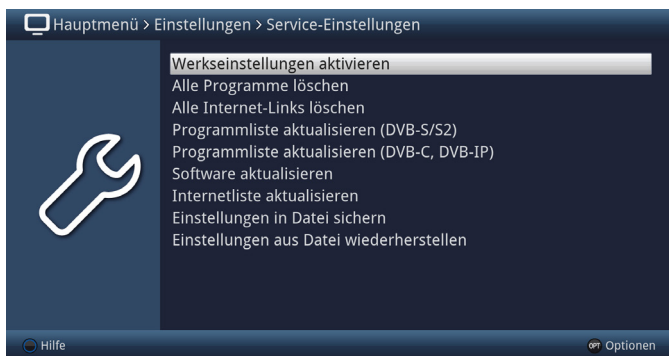 Hauptmenü > Einstellungen > Service-Einstellungen
Werkseinstellungen aktivieren
Alle Programme löschen
Alle Internet-Links löschen
Programmliste aktualisieren (DVB-S/S2)
Programmliste aktualisieren (DVB-C, DVB-IP)
Software aktualisieren
Internetliste aktualisieren
Einstellungen in Datei sichern
Einstellungen aus Datei wiederherstellen
Hilfe OPT Optionen